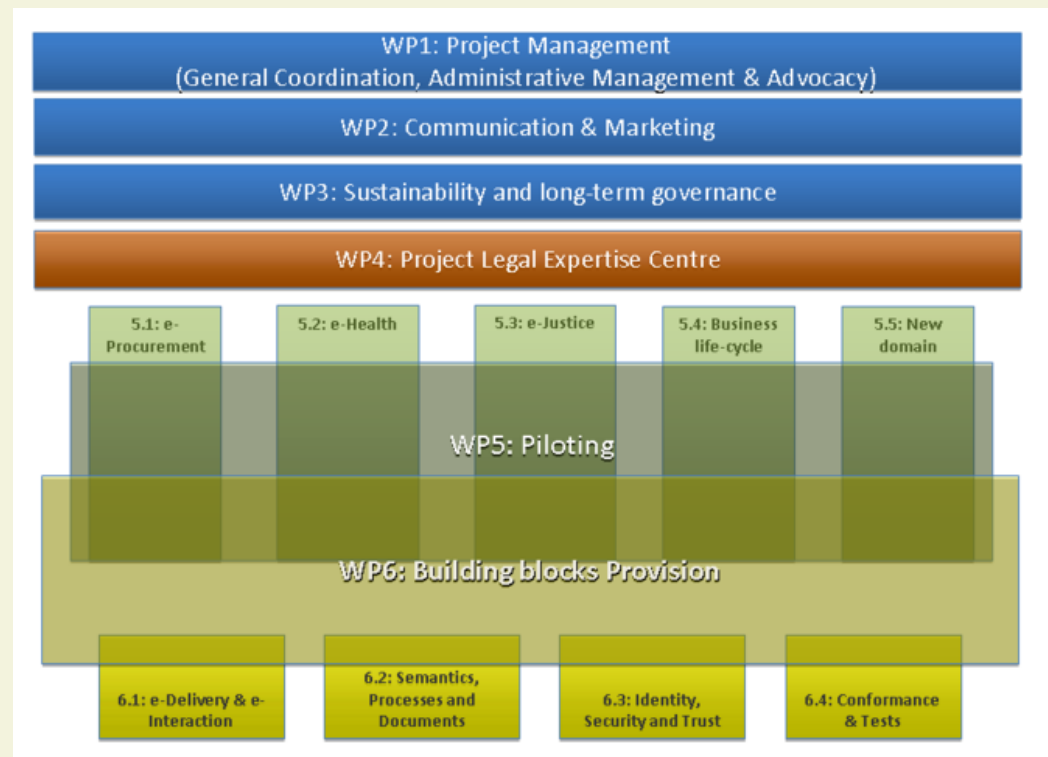 WP1: Project Management
(General Coordination, Administrative Management & Advocacy)
WP2: Communication & Marketing
WP3: Sustainability and long-term governance
WP4: Project Legal Expertise Centre
5.1: e-
Procurement
5.2: e-Health
5.3: e-Justice
5.4: Business
life-cycle
5.5: New
domain
WP5: Piloting
WP6: Building blocks Provision
6.1: e-Delivery & e-
Interaction
6.2: Semantics,
Processes and
Documents
6.3: Identity,
Security and Trust
6.4: Conformance
& Tests